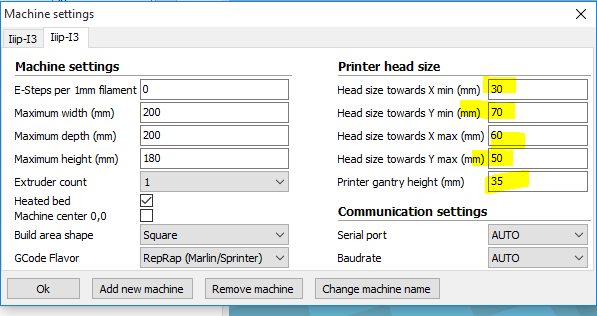 Machine settings
Iiip-I3 Iiip-I3
Machine settings
E-Steps per 1mm filament 0
Maximum width (mm) 200
Maximum depth (mm) 200
Maximum height (mm) 180
Extruder count 1
Heated bed
Machine center 0,0
Build area shape Square
GCode Flavor RepRap (Marlin/Sprinter)
Printer head size
Head size towards X min (mm) 30
Head size towards Y min (mm) 70
Head size towards X max (mm) 60
Head size towards Y max (mm) 50
Printer gantry height (mm) 35
Communication settings
Serial port AUTO
Baudrate AUTO
Ok Add new machine Remove machine Change machine name